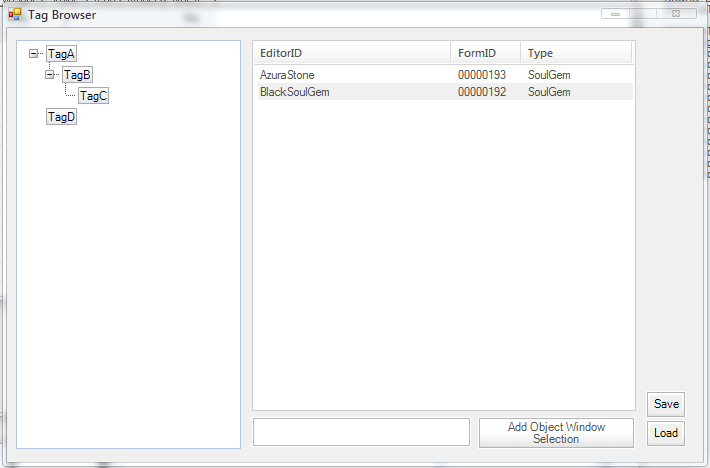 Tag Browser
TagA
TagB
TagC
TagD
EditorID FormID Type
AzuraStone 00000193 SoulGem
BlackSoulGem 00000192 SoulGem
Save
Add Object Window
Selection
Load